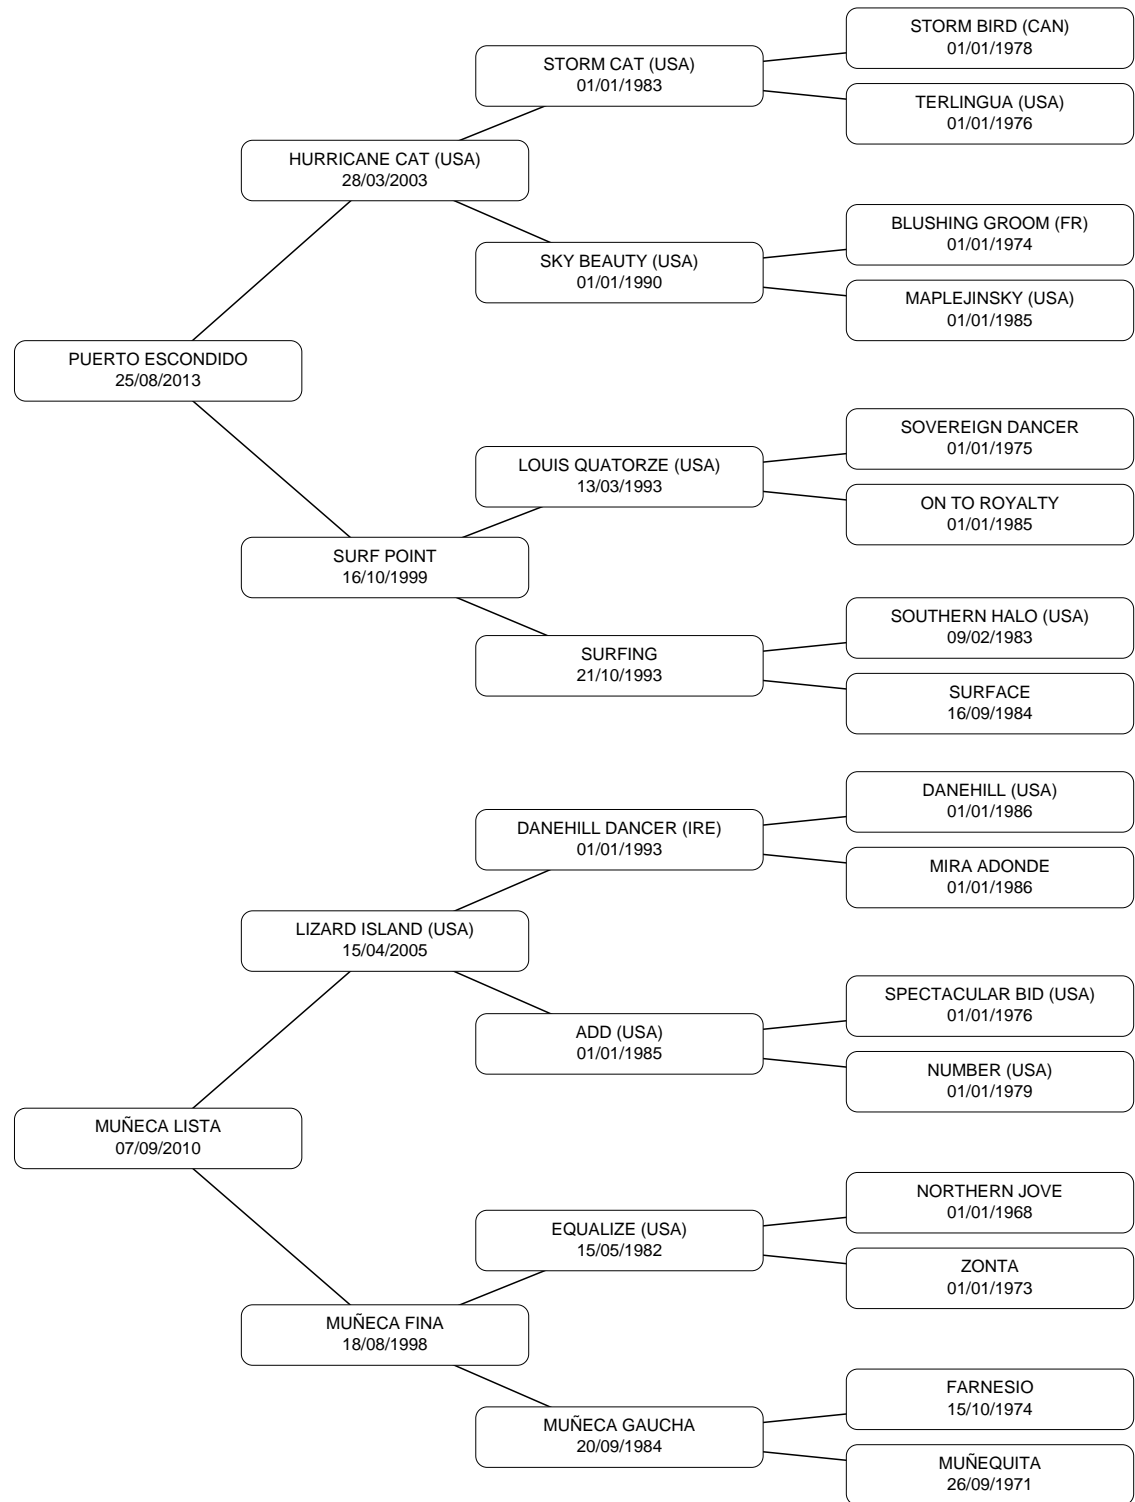 STORM BIRD (CAN)
01/01/1978
STORM CAT (USA)
01/01/1983
TERLINGUA (USA)
01/01/1976
HURRICANE CAT (USA)
28/03/2003
BLUSHING GROOM (FR)
01/01/1974
SKY BEAUTY (USA)
01/01/1990
MAPLEJINSKY (USA)
01/01/1985
PUERTO ESCONDIDO
25/08/2013
SOVEREIGN DANCER
01/01/1975
LOUIS QUATORZE (USA)
13/03/1993
ON TO ROYALTY
01/01/1985
SURF POINT
16/10/1999
SOUTHERN HALO (USA)
09/02/1983
SURFING
21/10/1993
SURFACE
16/09/1984
DANEHILL (USA)
01/01/1986
DANEHILL DANCER (IRE)
01/01/1993
MIRA ADONDE
01/01/1986
LIZARD ISLAND (USA)
15/04/2005
SPECTACULAR BID (USA)
01/01/1976
ADD (USA)
01/01/1985
NUMBER (USA)
01/01/1979
MUÑECA LISTA
07/09/2010
NORTHERN JOVE
01/01/1968
EQUALIZE (USA)
15/05/1982
ZONTA
01/01/1973
MUÑECA FINA
18/08/1998
FARNESIO
15/10/1974
MUÑECA GAUCHA
20/09/1984
MUÑEQUITA
26/09/1971